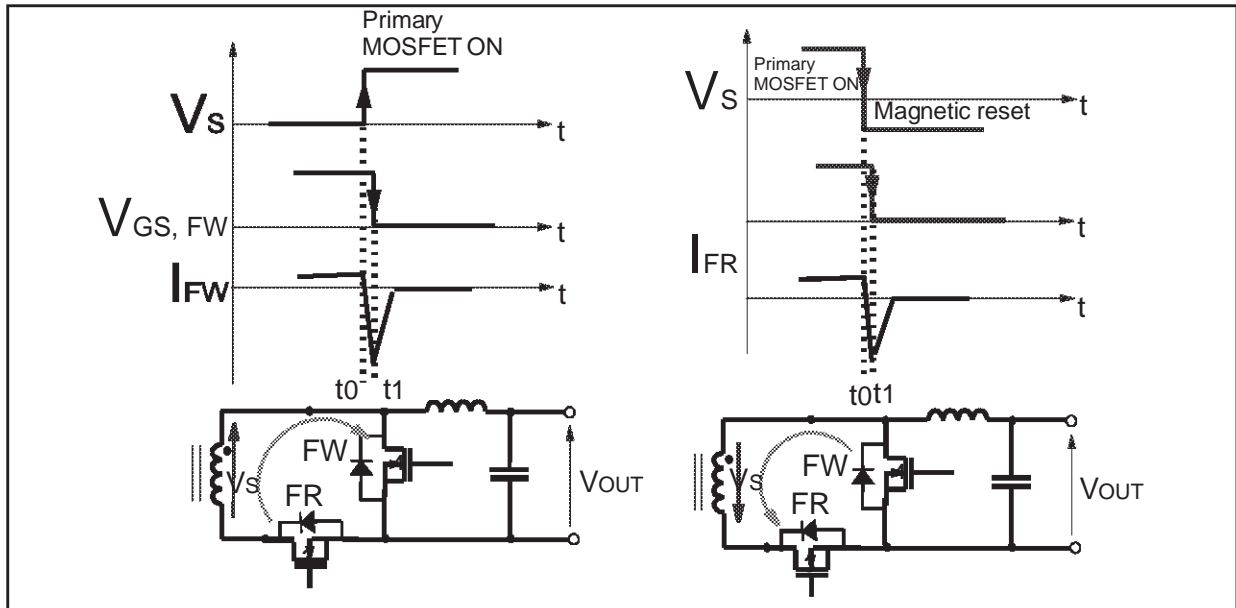 Primary
MOSFET ON
VS
t
VGS, FW
t
IFW
t
t0 t1
FW
VS
FR
VOUT
Primary
MOSFET ON
VS
Magnetic reset
t
t
IFR
t
t0t1
FW
VS
FR
VOUT